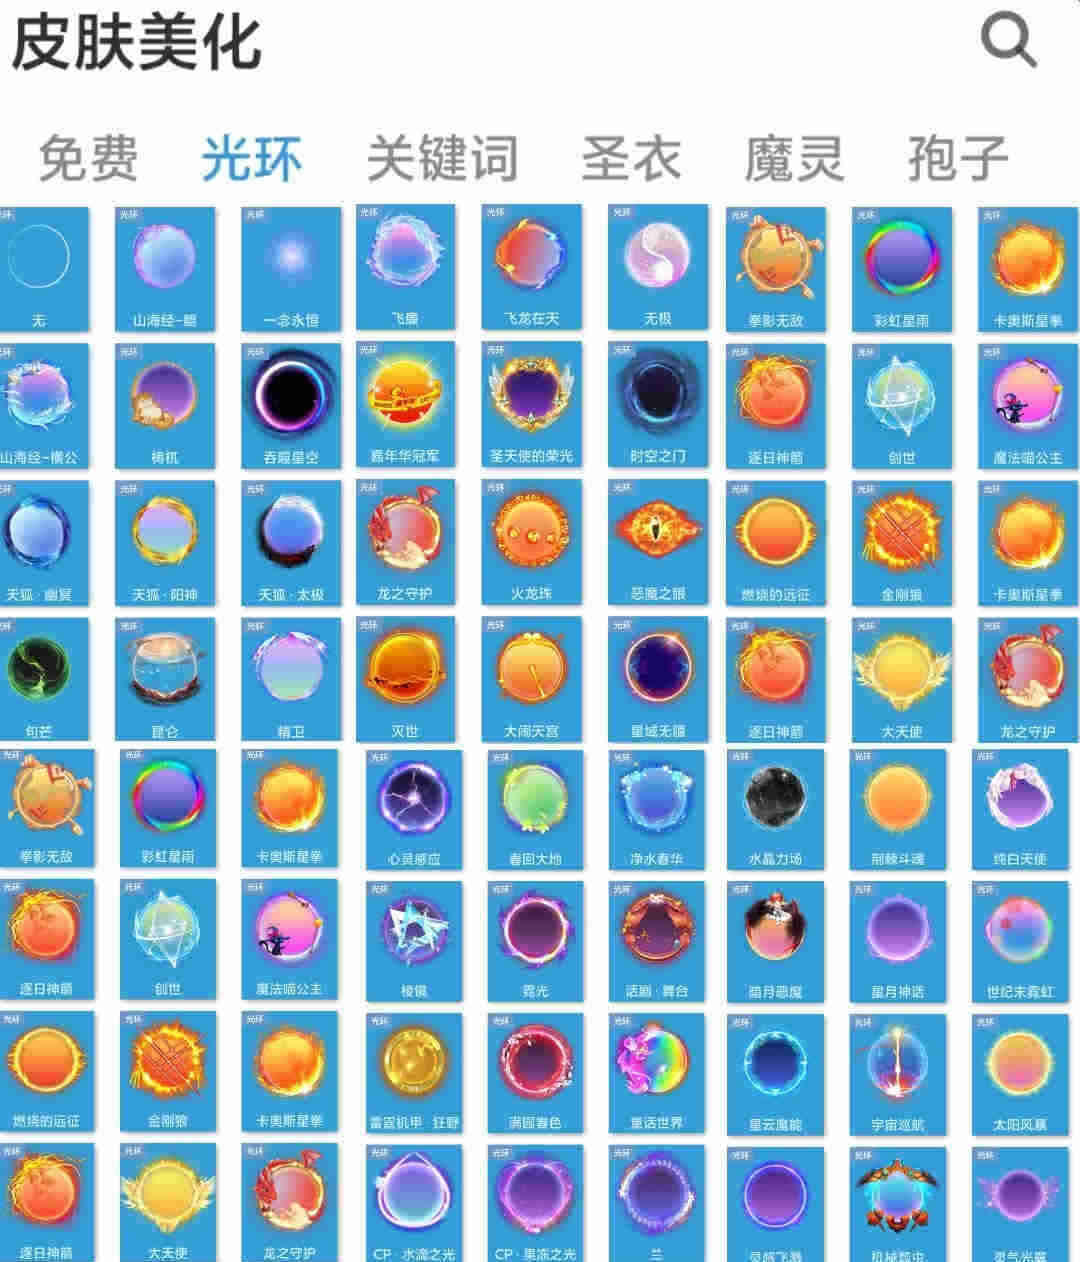 皮肤美化
免费 光环 关键词 圣衣 魔灵 孢子
光环 光环 光环 光环 光环 光环 光环 光环 光环
无 山海经-鲲 一念永恒 飞廉 飞龙在天 无极 拳影无敌 彩虹星雨 卡奥斯星拳
光环 光环 光环 光环 光环 光环 光环 光环 光环
山海经-横公 梼杌 吞噬星空 嘉年华冠军 圣天使的荣光 时空之门 逐日神箭 创世 魔法喵公主
光环 光环 光环 光环 光环 光环 光环 光环 光环
天狐·幽冥 天狐·阳神 天狐·太极 龙之守护 火龙珠 恶魔之眼 燃烧的远征 金刚狼 卡奥斯星拳
光环 光环 光环 光环 光环 光环 光环 光环 光环
句芒 昆仑 精卫 灭世 大闹天宫 星域无疆 逐日神箭 大天使 龙之守护
光环 光环 光环 光环 光环 光环 光环 光环 光环
拳影无敌 彩虹星雨 卡奥斯星拳 心灵感应 春回大地 净水春华 水晶力场 荆棘斗魂 纯白天使
光环 光环 光环 光环 光环 光环 光环 光环 光环
逐日神箭 创世 魔法喵公主 棱镜 霓光 话剧·舞台 暗月恶魔 星月神话 世纪末霓虹
光环 光环 光环 光环 光环 光环 光环 光环 光环
燃烧的远征 金刚狼 卡奥斯星拳 雷霆机甲 狂野 满园春色 童话世界 星云魔能 宇宙巡航 太阳风暴
光环 光环 光环 光环 光环 光环 光环 光环 光环
逐日神箭 大天使 龙之守护 CP·水滴之光 CP·果冻之光 兰 机械